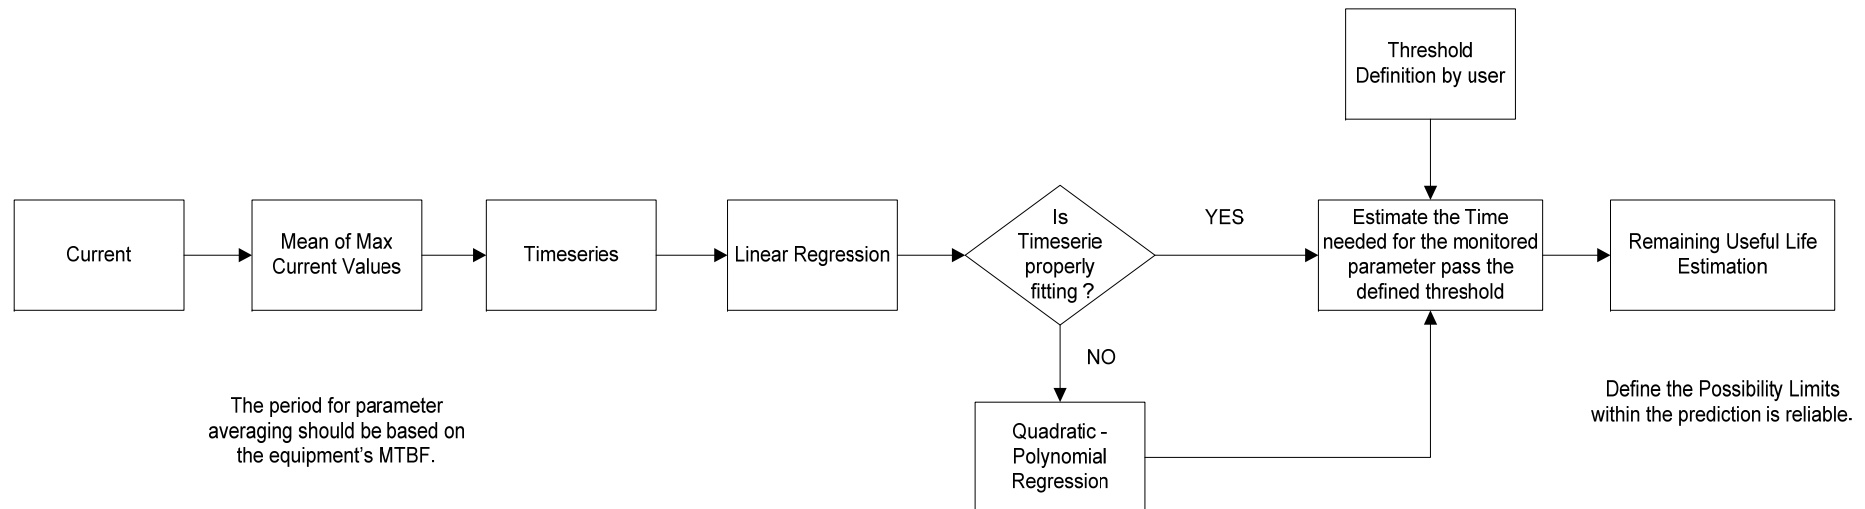 Threshold
Definition by user
Current
Mean of Max
Current Values
Timeseries
Linear Regression
Is
Timeserie
properly
fitting ?
YES
Estimate the Time
needed for the monitored
parameter pass the
defined threshold
Remaining Useful Life
Estimation
NO
The period for parameter
averaging should be based on
the equipment's MTBF.
Quadratic -
Polynomial
Regression
Define the Possibility Limits
within the prediction is reliable.